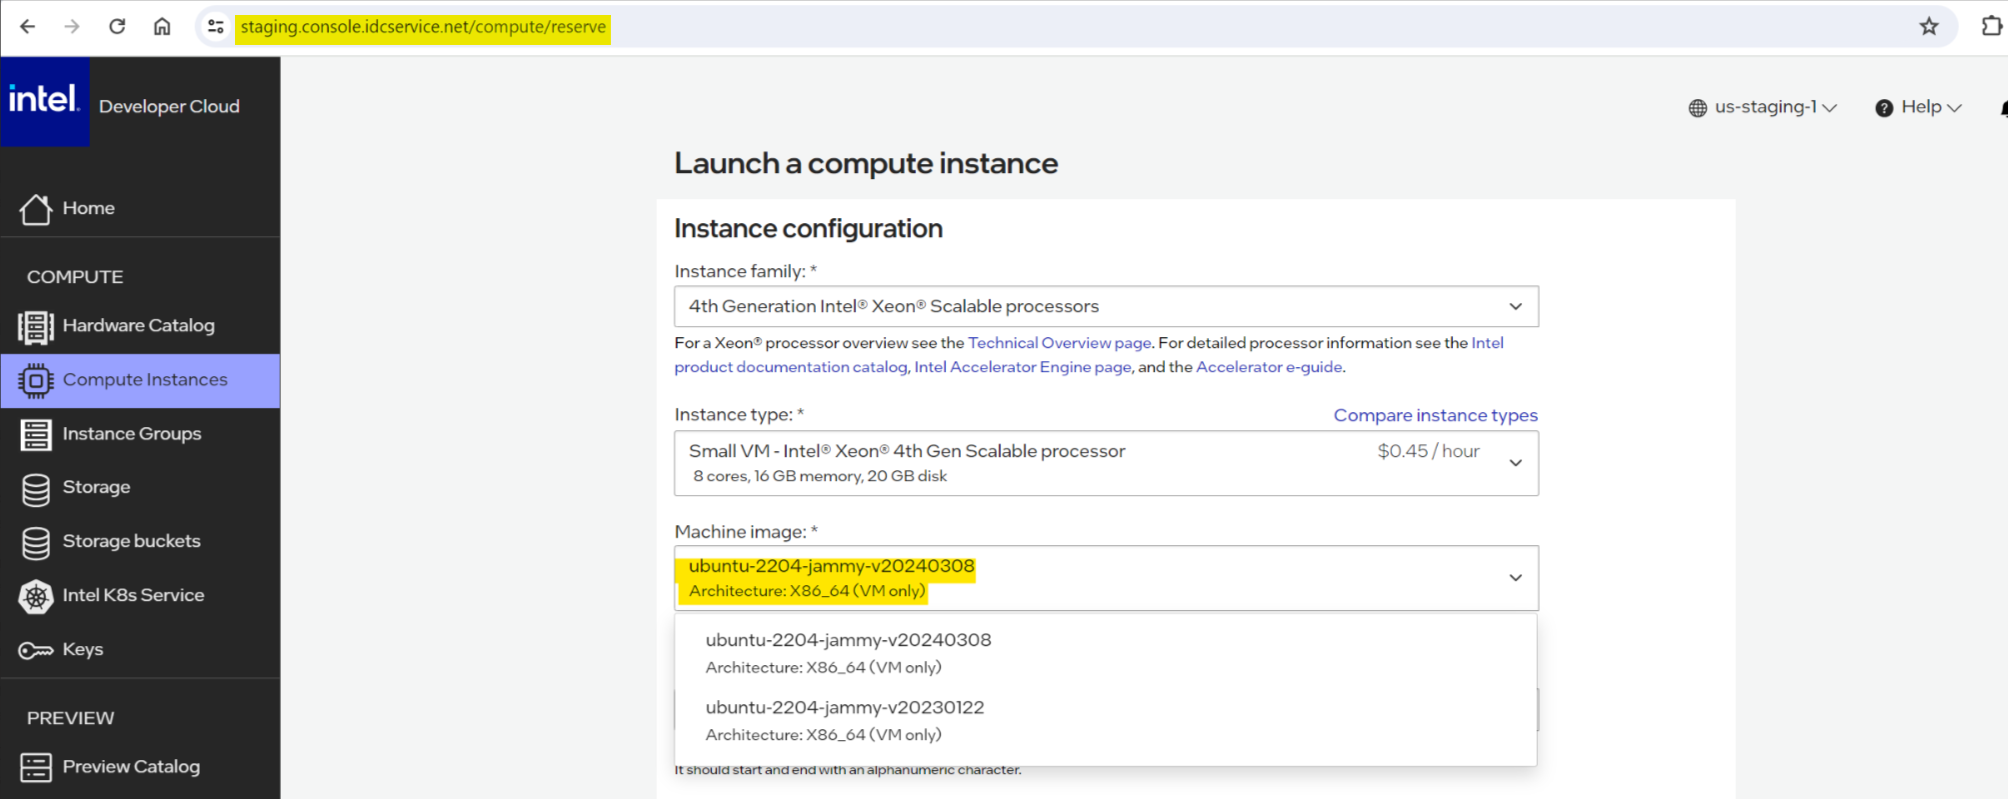 staging.console.idcservice.net/compute/reserve
intel.
Developer Cloud
us-staging-1
Help
Home
COMPUTE
Hardware Catalog
Compute Instances
Instance Groups
Storage
Storage buckets
Intel K8s Service
Keys
PREVIEW
Preview Catalog
Launch a compute instance
Instance configuration
Instance family: *
4th Generation Intel® Xeon® Scalable processors
For a Xeon® processor overview see the Technical Overview page. For detailed processor information see the Intel
product documentation catalog, Intel Accelerator Engine page, and the Accelerator e-guide.
Instance type: *
Compare instance types
Small VM - Intel® Xeon® 4th Gen Scalable processor
$0.45 / hour
8 cores, 16 GB memory, 20 GB disk
Machine image: *
ubuntu-2204-jammy-v20240308
Architecture: X86_64 (VM only)
ubuntu-2204-jammy-v20240308
Architecture: X86_64 (VM only)
ubuntu-2204-jammy-v20230122
Architecture: X86_64 (VM only)
It should start and end with an alphanumeric character.